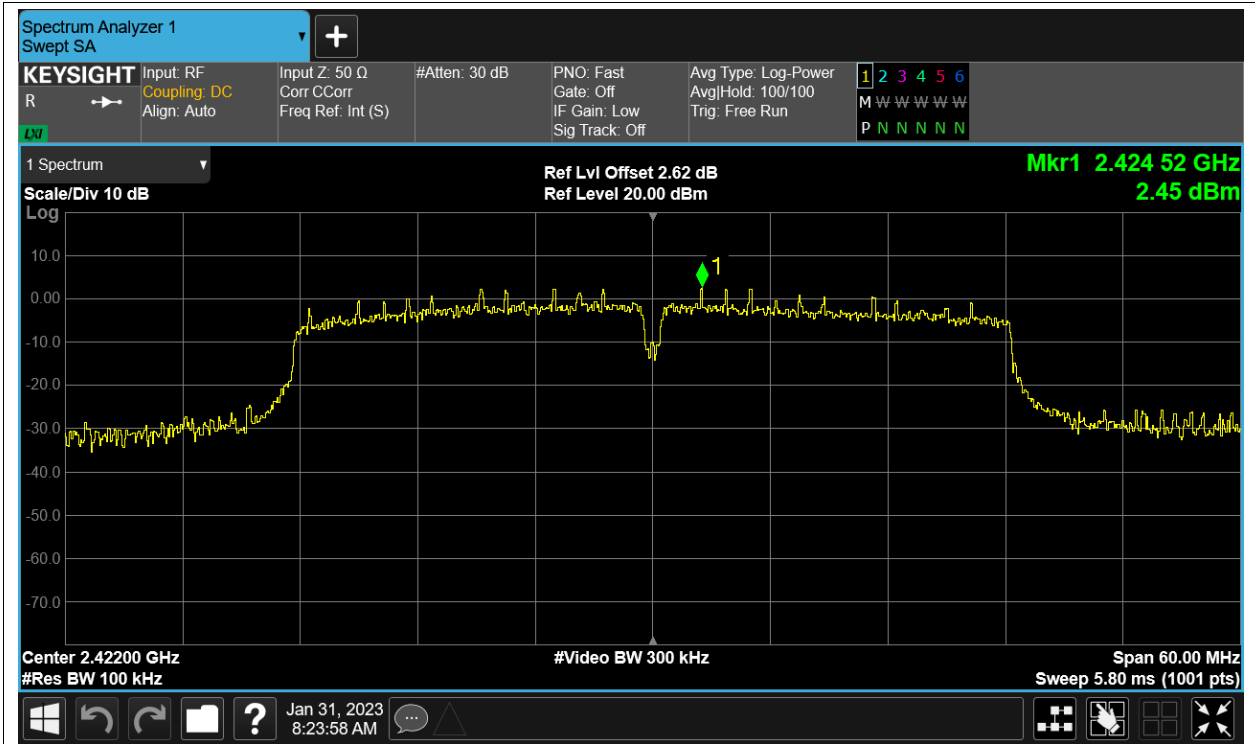 Spectrum Analyzer 1
Swept SA
KEYSIGHT
R
LXI
Input: RF
Coupling: DC
Align: Auto
Input Z: 50 Ω
Corr CCorr
Freq Ref: Int (S)
#Atten: 30 dB
PNO: Fast
Gate: Off
IF Gain: Low
Sig Track: Off
Avg Type: Log-Power
Avg|Hold: 100/100
Trig: Free Run
1 2 3 4 5 6
M W W W W W
P N N N N N
1 Spectrum
Scale/Div 10 dB
Log
Ref Lvl Offset 2.62 dB
Ref Level 20.00 dBm
Mkr1 2.424 52 GHz
2.45 dBm
1
10.0
0.00
-10.0
-20.0
-30.0
-40.0
-50.0
-60.0
-70.0
Center 2.42200 GHz
#Res BW 100 kHz
#Video BW 300 kHz
Span 60.00 MHz
Sweep 5.80 ms (1001 pts)
?
Jan 31, 2023
8:23:58 AM